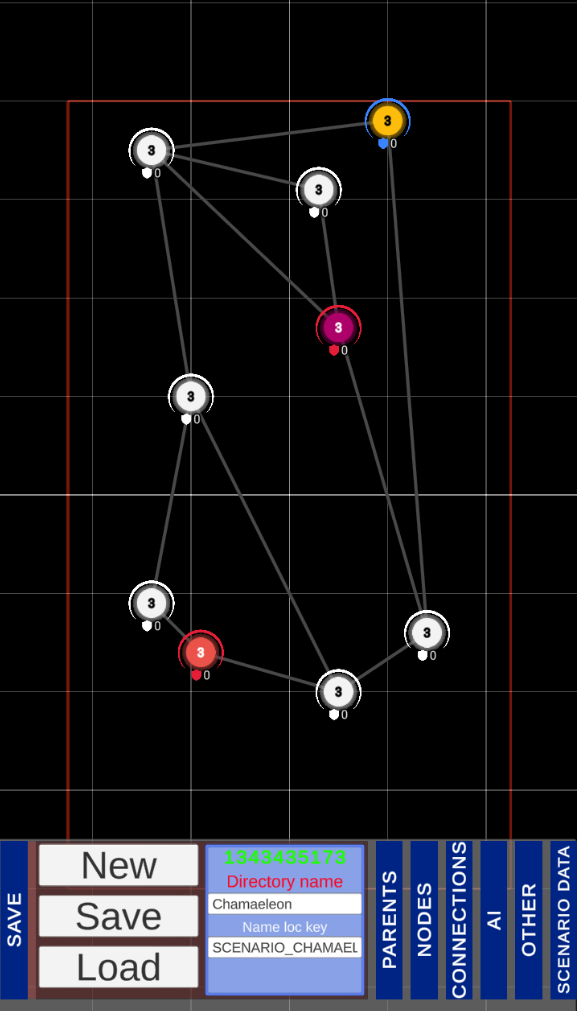 3
3
0
0
3
0
3
0
3
0
3
0
3
0
3
0
3
0
SAVE
New
Save
Load
1343435173
Directory name
Chamaeleon
Name loc key
SCENARIO_CHAMAEL
PARENTS
NODES
CONNECTIONS
AI
OTHER
SCENARIO DATA